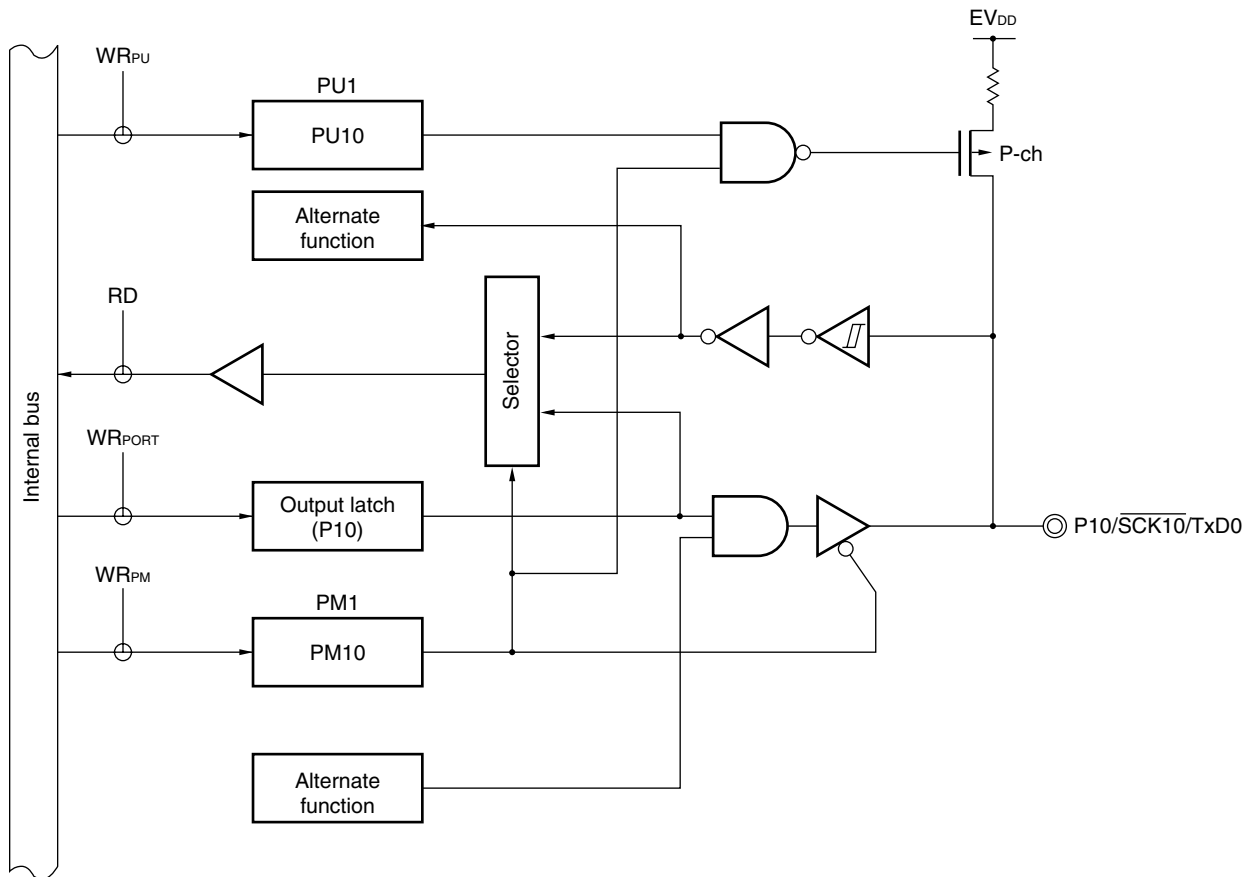 EVDD
WRPU
PU1
PU10
P-ch
Alternate
function
RD
Selector
Internal bus
WRPORT
Output latch
(P10)
P10/SCK10/TxD0
WRPM
PM1
PM10
Alternate
function